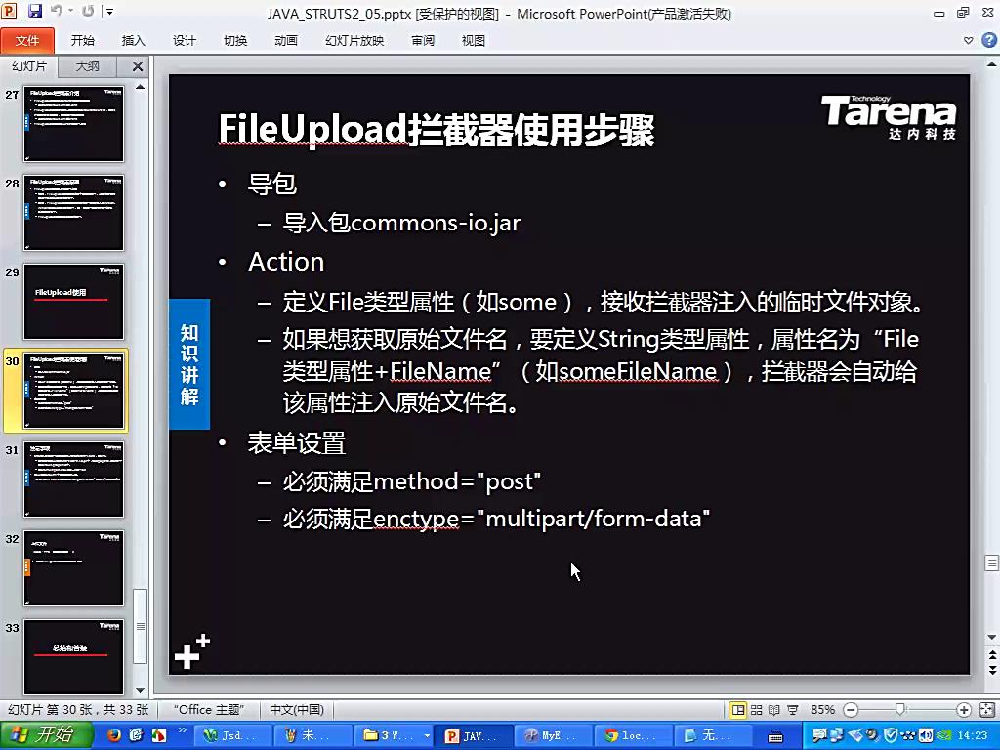 JAVA_STRUTS2_05.pptx [受保护的视图] - Microsoft PowerPoint(产品激活失败)
文件 开始 插入 设计 切换 动画 幻灯片放映 审阅 视图
幻灯片 大纲
27
28
29
FileUpload使用
30
31
32
33
总结和答疑
Technology
Tarena
达内科技
FileUpload拦截器使用步骤
• 导包
– 导入包commons-io.jar
• Action
– 定义File类型属性（如some），接收拦截器注入的临时文件对象。
– 如果想获取原始文件名，要定义String类型属性，属性名为“File
类型属性+FileName”（如someFileName），拦截器会自动给
该属性注入原始文件名。
• 表单设置
– 必须满足method="post"
– 必须满足enctype="multipart/form-data"
知识讲解
幻灯片 第 30 张，共 33 张 “Office 主题” 中文(中国) 85%
开始 Jsd... 未... 3 W... JAV... MyE... loc... 无... 14:23